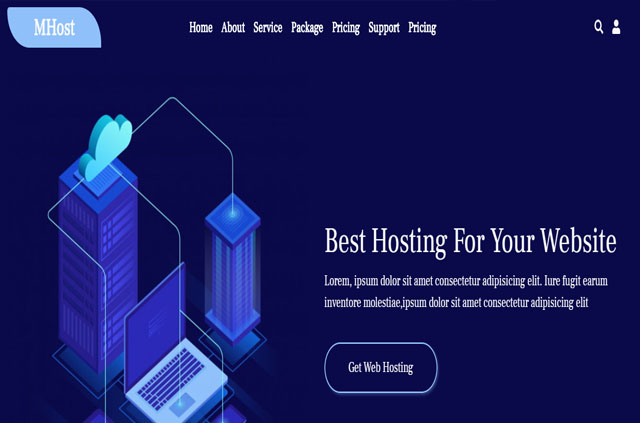 MHost
Home About Service Package Pricing Support Pricing
Best Hosting For Your Website
Lorem, ipsum dolor sit amet consectetur adipisicing elit. Iure fugit earum
inventore molestiae,ipsum dolor sit amet consectetur adipisicing elit
Get Web Hosting